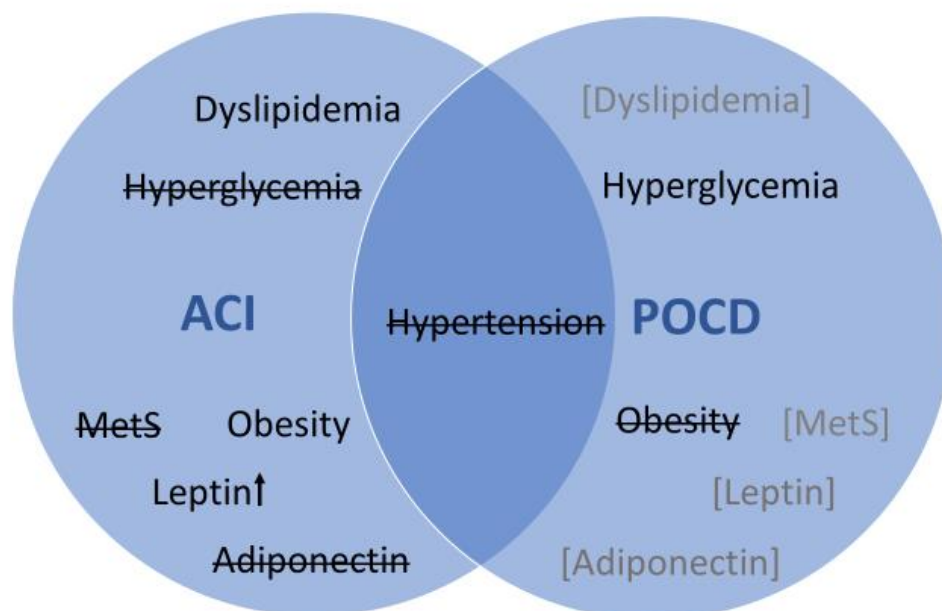 Dyslipidemia
[Dyslipidemia]
Hyperglycemia
Hyperglycemia
ACI
Hypertension
POCD
MetS
Obesity
Obesity
[MetS]
Leptin↑
[Leptin]
Adiponectin
[Adiponectin]